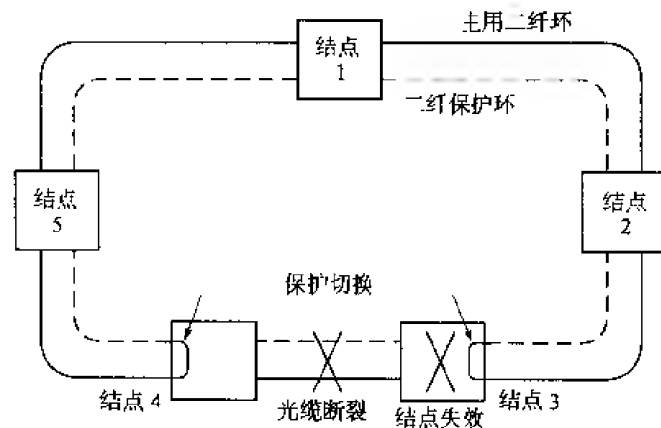 结点
1
主用二纤环
二纤保护环
结点
5
结点
2
保护切换
结点 4
光缆断裂
结点失效
结点 3